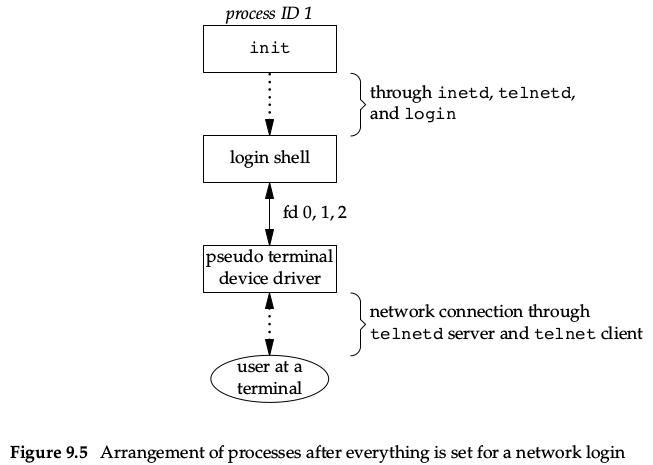 process ID 1
init
through inetd, telnetd,
and login
login shell
fd 0, 1, 2
pseudo terminal
device driver
network connection through
telnetd server and telnet client
user at a
terminal
Figure 9.5 Arrangement of processes after everything is set for a network login